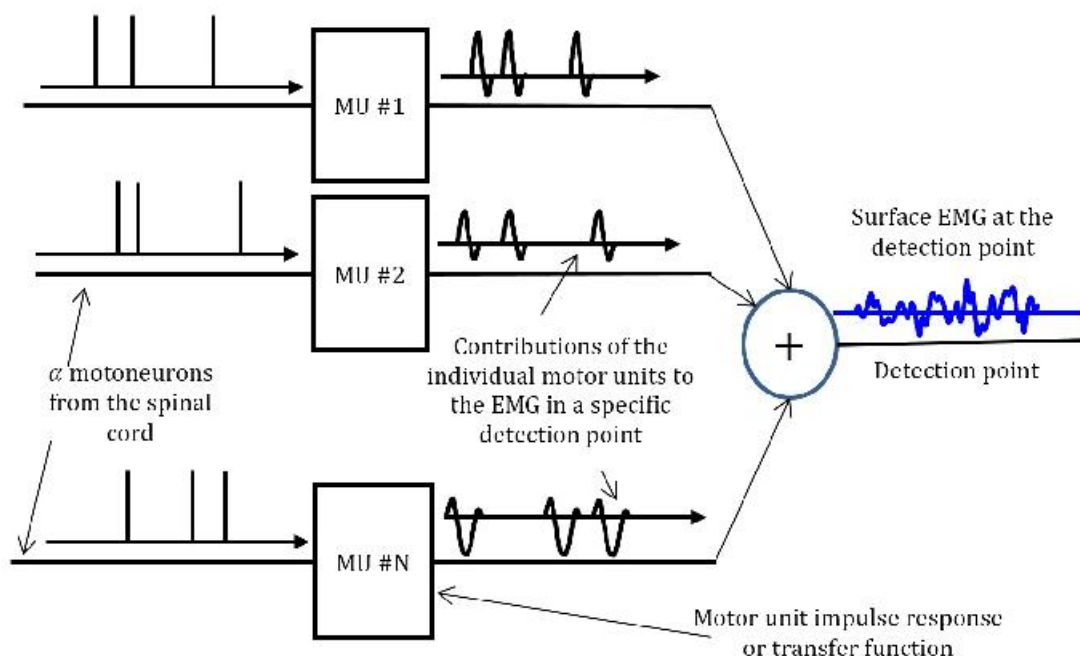 MU #1
MU #2
Surface EMG at the
detection point
+
Detection point
α motoneurons
from the spinal
cord
Contributions of the
individual motor units to
the EMG in a specific
detection point
MU #N
Motor unit impulse response
or transfer function